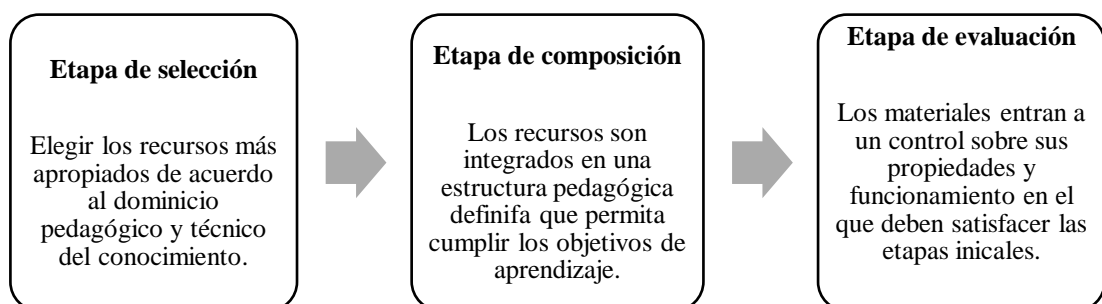 Etapa de selección
Elegir los recursos más
apropiados de acuerdo
al dominicio
pedagógico y técnico
del conocimiento.
Etapa de composición
Los recursos son
integrados en una
estructura pedagógica
definifa que permita
cumplir los objetivos de
aprendizaje.
Etapa de evaluación
Los materiales entran a
un control sobre sus
propiedades y
funcionamiento en el
que deben satisfacer las
etapas inicales.